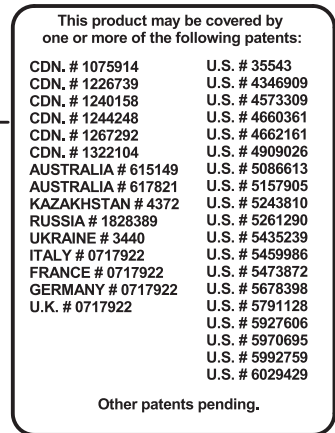 This product may be covered by
one or more of the following patents:
CDN. # 1075914
CDN. # 1226739
CDN. # 1240158
CDN. # 1244248
CDN. # 1267292
CDN. # 1322104
AUSTRALIA # 615149
AUSTRALIA # 617821
KAZAKHSTAN # 4372
RUSSIA # 1828389
UKRAINE # 3440
ITALY # 0717922
FRANCE # 0717922
GERMANY # 0717922
U.K. # 0717922
U.S. # 35543
U.S. # 4346909
U.S. # 4573309
U.S. # 4660361
U.S. # 4662161
U.S. # 4909026
U.S. # 5086613
U.S. # 5157905
U.S. # 5243810
U.S. # 5261290
U.S. # 5435239
U.S. # 5459986
U.S. # 5473872
U.S. # 5678398
U.S. # 5791128
U.S. # 5927606
U.S. # 5970695
U.S. # 5992759
U.S. # 6029429
Other patents pending.